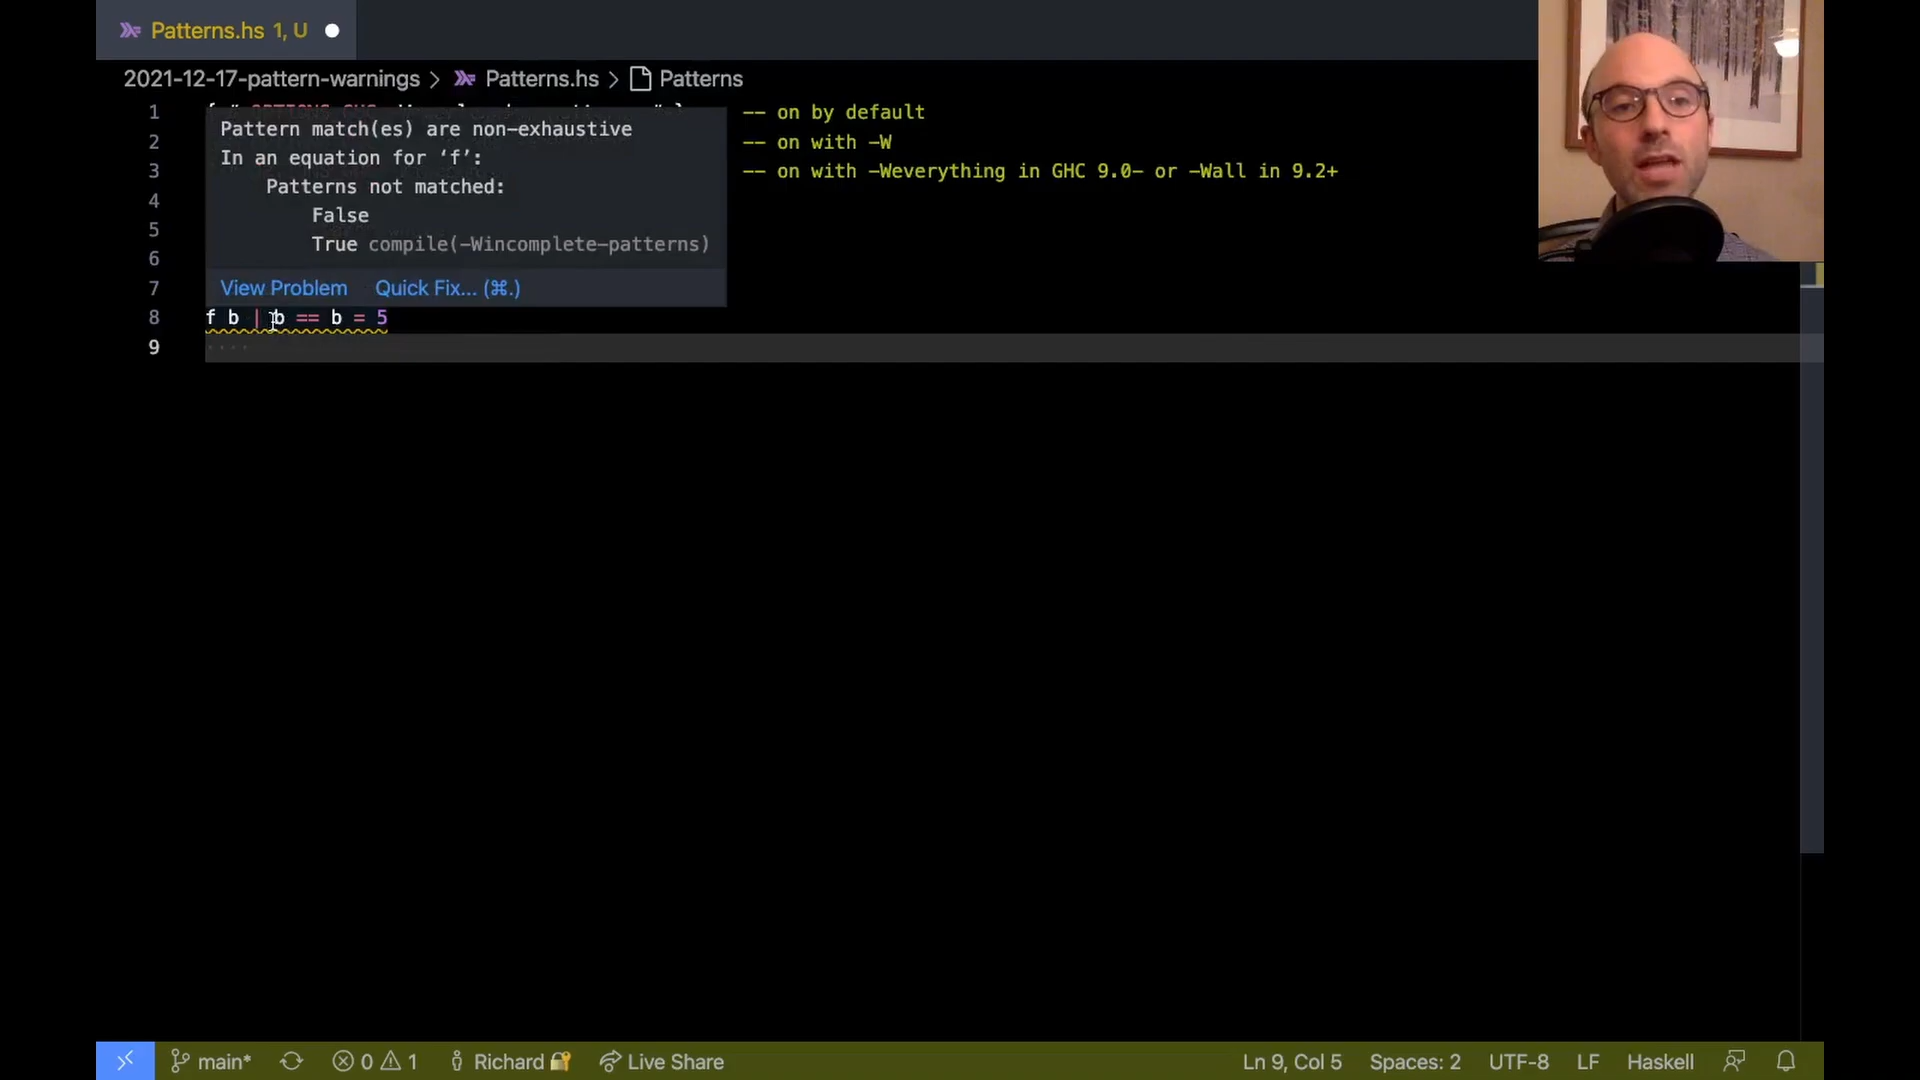 Patterns.hs 1, U
2021-12-17-pattern-warnings > Patterns.hs > Patterns
1 -- on by default
2 -- on with -W
3 -- on with -Weverything in GHC 9.0- or -Wall in 9.2+
4
5
6
7
Pattern match(es) are non-exhaustive
In an equation for ‘f’:
Patterns not matched:
False
True compile(-Wincomplete-patterns)
View Problem Quick Fix... (⌘.)
8 f b | b == b = 5
9
main* 0 1 Richard Live Share Ln 9, Col 5 Spaces: 2 UTF-8 LF Haskell